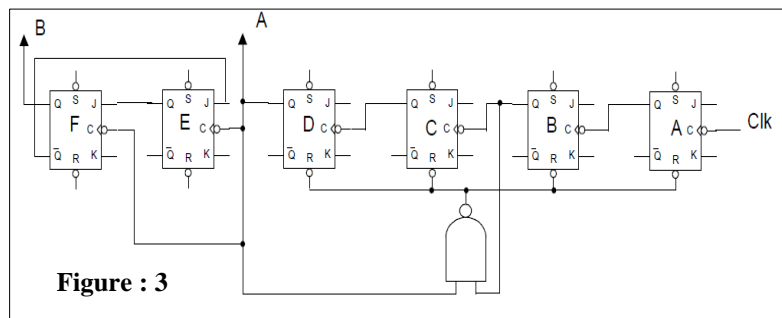 B A
Q S J Q S J Q S J Q S J Q S J Q S J
F C E C D C C C B C A C Clk
Q̅ R K Q̅ R K Q̅ R K Q̅ R K Q̅ R K Q̅ R K
Figure : 3